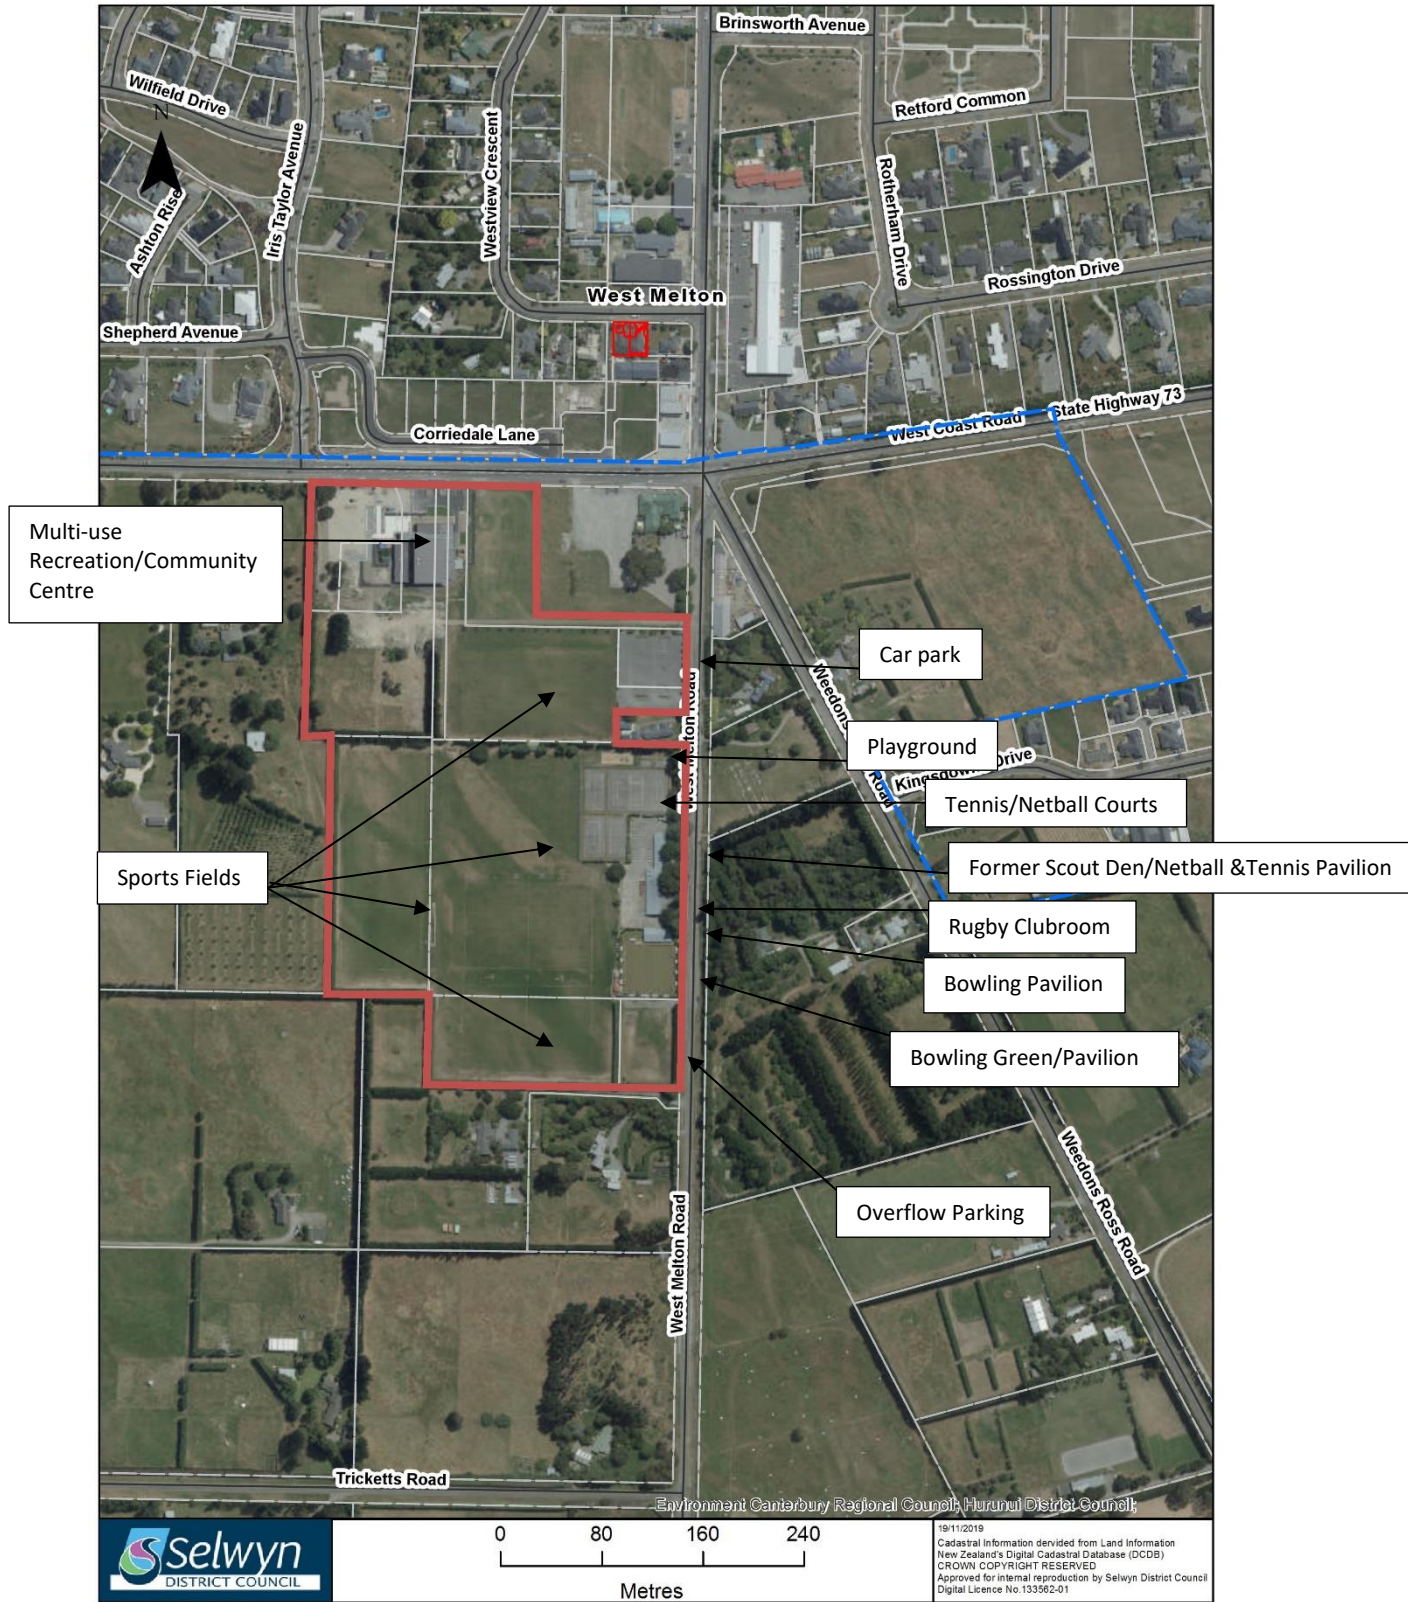 Brinsworth Avenue
Wilfield Drive
Retford Common
N
Westview Crescent
Iris Taylor Avenue
Ashton Rise
Rotherham Drive
Rossington Drive
West Melton
Shepherd Avenue
State Highway 73
West Coast Road
Corriedale Lane
Multi-use
Recreation/Community
Centre
Car park
Weedons
Road
West Melton Road
Playground
Kingsdowne Drive
Tennis/Netball Courts
Former Scout Den/Netball &Tennis Pavilion
Sports Fields
Rugby Clubroom
Bowling Pavilion
Bowling Green/Pavilion
Overflow Parking
Weedons Ross Road
West Melton Road
Tricketts Road
Environment Canterbury Regional Council; Hurunui District Council;
Selwyn
DISTRICT COUNCIL
0 80 160 240
Metres
19/11/2019
Cadastral Information dervided from Land Information
New Zealand's Digital Cadastral Database (DCDB)
CROWN COPYRIGHT RESERVED
Approved for internal reproduction by Selwyn District Council
Digital Licence No.133562-01